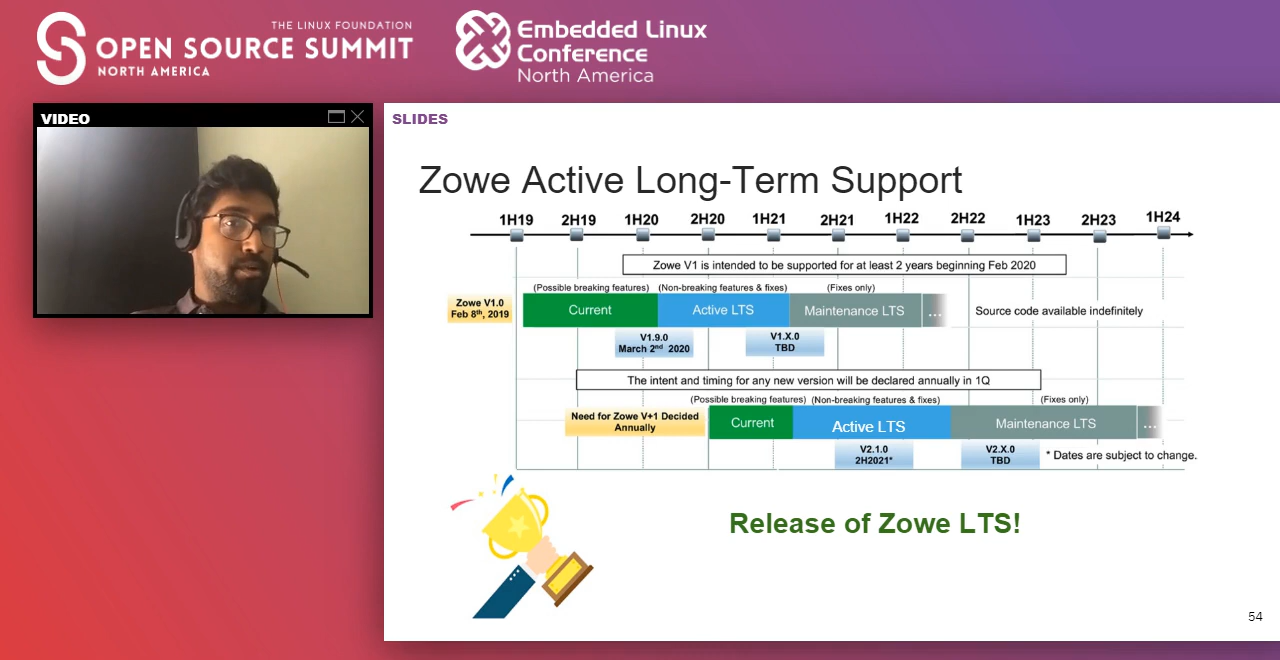 THE LINUX FOUNDATION
OPEN SOURCE SUMMIT
NORTH AMERICA
Embedded Linux
Conference
North America
VIDEO
SLIDES
Zowe Active Long-Term Support
1H19 2H19 1H20 2H20 1H21 2H21 1H22 2H22 1H23 2H23 1H24
Zowe V1 is intended to be supported for at least 2 years beginning Feb 2020
(Possible breaking features) (Non-breaking features & fixes) (Fixes only)
Zowe V1.0
Feb 8th, 2019
Current Active LTS Maintenance LTS ... Source code available indefinitely
V1.9.0
March 2nd 2020
V1.X.0
TBD
The intent and timing for any new version will be declared annually in 1Q
(Possible breaking features) (Non-breaking features & fixes) (Fixes only)
Need for Zowe V+1 Decided
Annually
Current Active LTS Maintenance LTS ...
V2.1.0
2H2021*
V2.X.0
TBD
* Dates are subject to change.
Release of Zowe LTS!
54